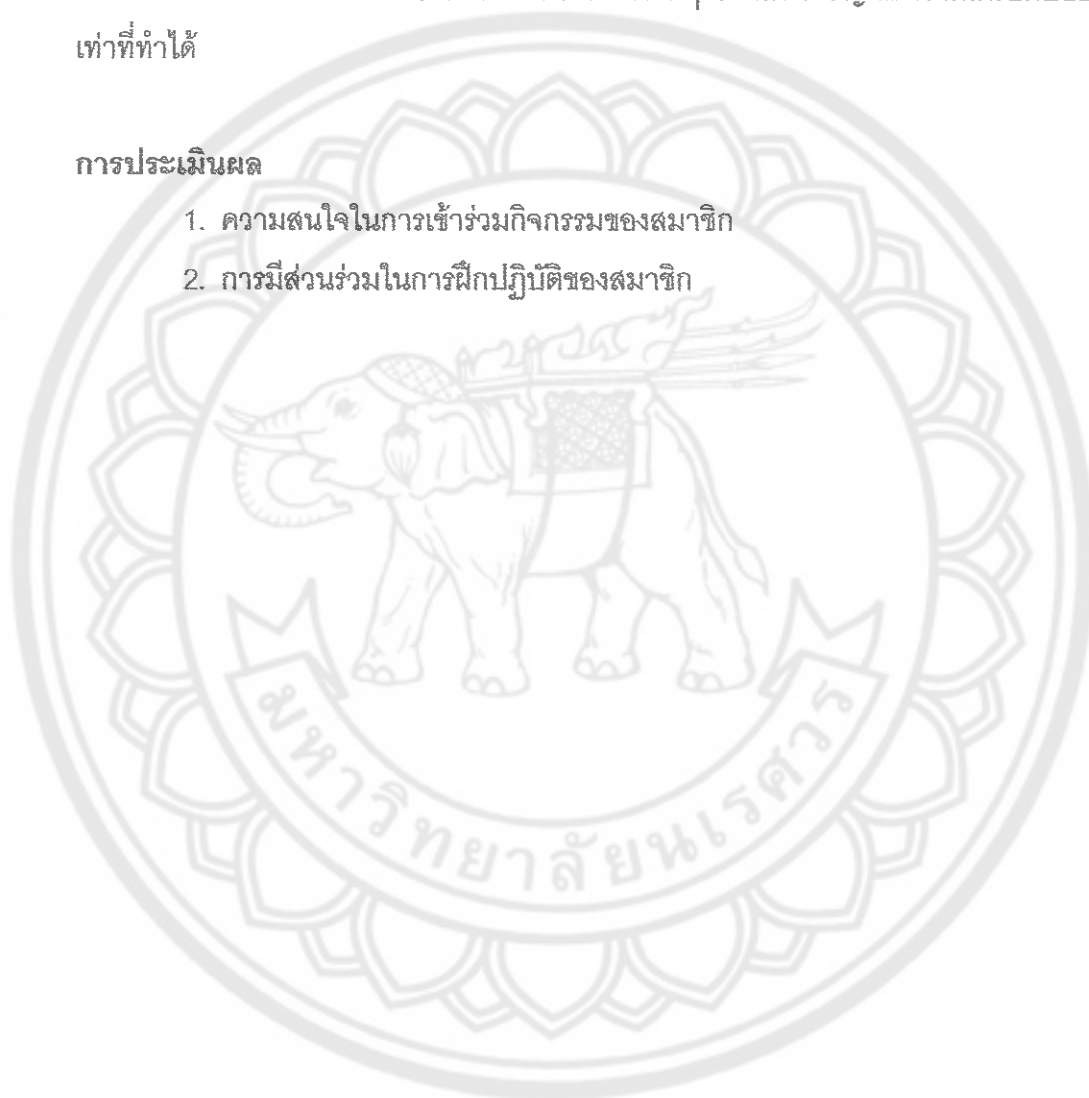 เท่าที่ทำได้
การประเมินผล
1. ความสนใจในการเข้าร่วมกิจกรรมของสมาชิก
2. การมีส่วนร่วมในการฝึกปฏิบัติของสมาชิก
มหาวิทยาลัยนเรศวร